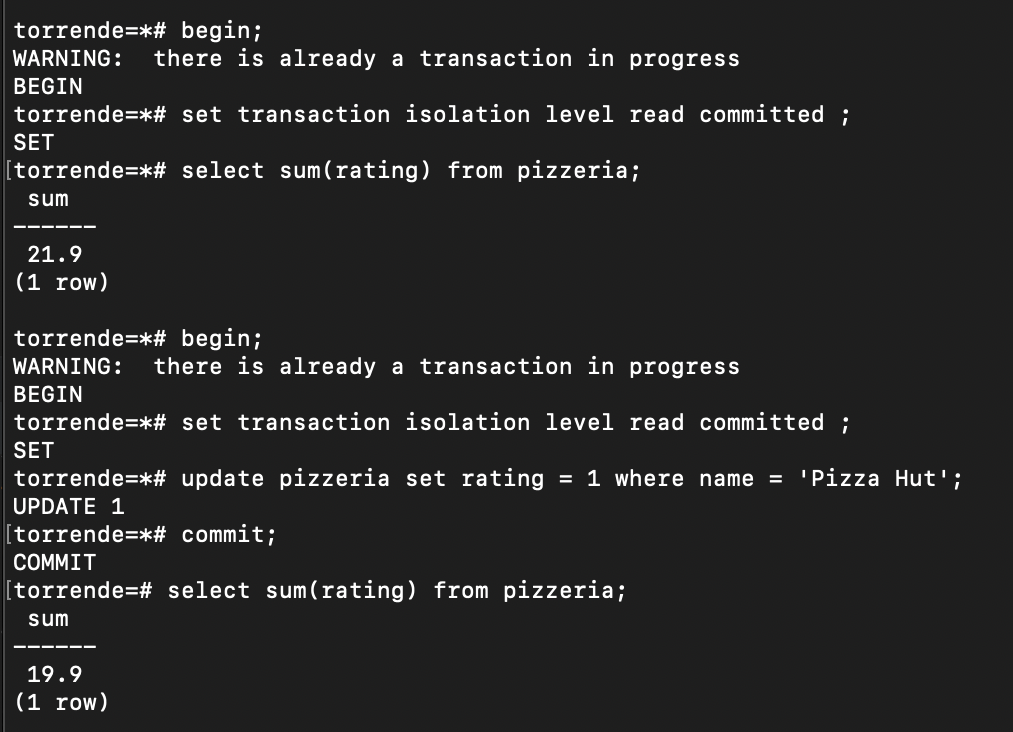 torrende=*# begin;
WARNING:  there is already a transaction in progress
BEGIN
torrende=*# set transaction isolation level read committed ;
SET
[torrende=*# select sum(rating) from pizzeria;
 sum
------
 21.9
(1 row)

torrende=*# begin;
WARNING:  there is already a transaction in progress
BEGIN
torrende=*# set transaction isolation level read committed ;
SET
torrende=*# update pizzeria set rating = 1 where name = 'Pizza Hut';
UPDATE 1
[torrende=*# commit;
COMMIT
[torrende=# select sum(rating) from pizzeria;
 sum
------
 19.9
(1 row)